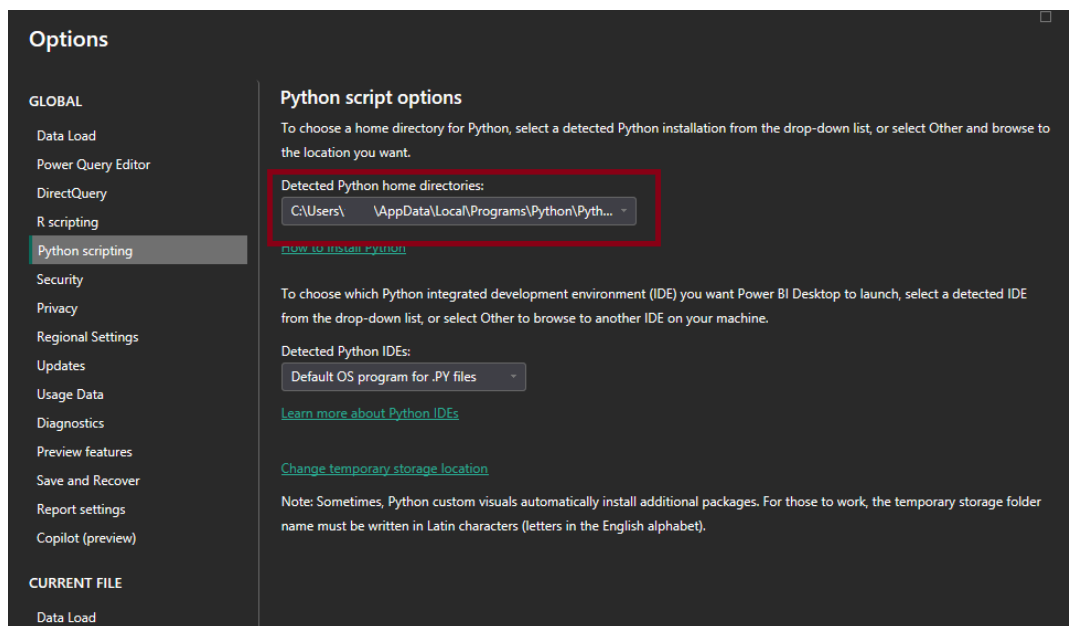 Options
GLOBAL
Data Load
Power Query Editor
DirectQuery
R scripting
Python scripting
Security
Privacy
Regional Settings
Updates
Usage Data
Diagnostics
Preview features
Save and Recover
Report settings
Copilot (preview)
CURRENT FILE
Data Load
Python script options
To choose a home directory for Python, select a detected Python installation from the drop-down list, or select Other and browse to
the location you want.
Detected Python home directories:
C:\Users\ \AppData\Local\Programs\Python\Pyth...
How to install Python
To choose which Python integrated development environment (IDE) you want Power BI Desktop to launch, select a detected IDE
from the drop-down list, or select Other to browse to another IDE on your machine.
Detected Python IDEs:
Default OS program for .PY files
Learn more about Python IDEs
Change temporary storage location
Note: Sometimes, Python custom visuals automatically install additional packages. For those to work, the temporary storage folder
name must be written in Latin characters (letters in the English alphabet).